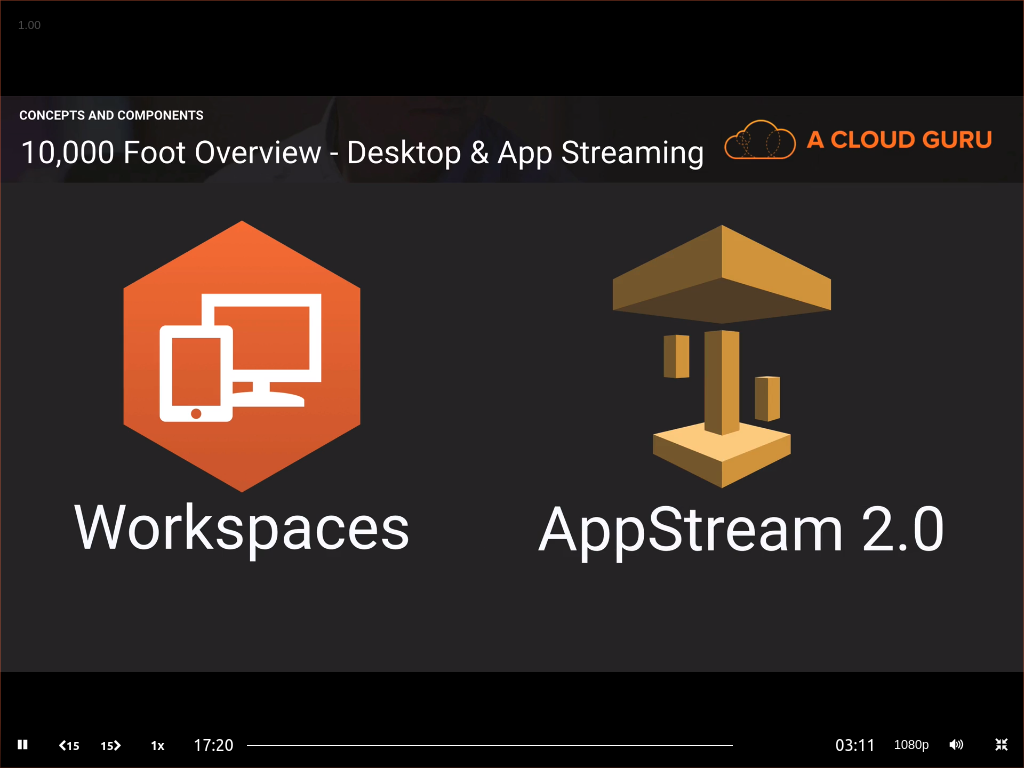 1.00
CONCEPTS AND COMPONENTS
10,000 Foot Overview - Desktop & App Streaming
A CLOUD GURU
Workspaces
AppStream 2.0
15 15 1x 17:20 03:11 1080p